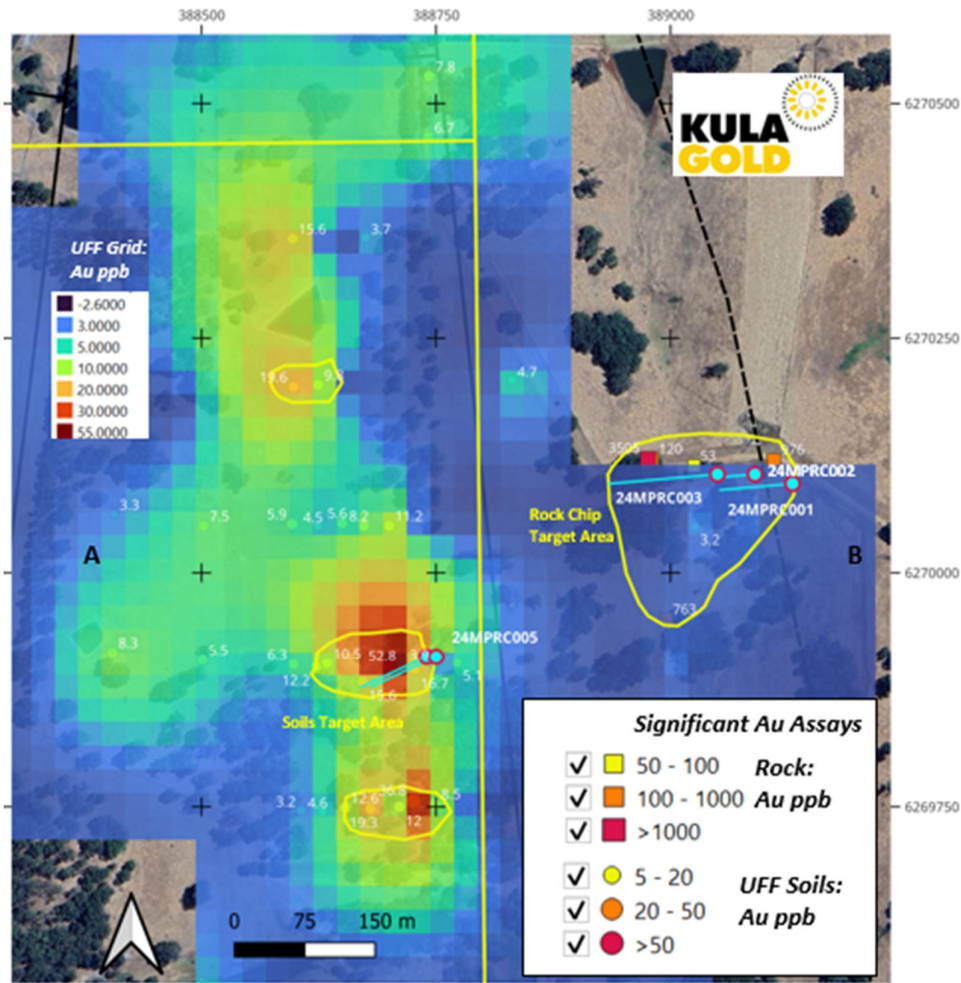 388500
388750
389000
7.8
6270500
KULA
GOLD
6.7
15.6
3.7
UFF Grid:
Au ppb
-2.6000
3.0000
5.0000
10.0000
20.0000
30.0000
55.0000
6270250
19.6
4.7
3505
120
53
24MPRC002
24MPRC003
24MPRC001
3.3
7.5
5.9
4.5
5.6
8.2
11.2
Rock Chip
Target Area
3.2
A
B
6270000
763
24MPRC005
8.3
5.5
6.3
10.5
52.8
12.2
16.7
5.1
Soils Target Area
Significant Au Assays
50 - 100
100 - 1000
>1000
Rock:
Au ppb
3.2
4.6
12.6
36.8
8.5
19.3
12
6269750
5 - 20
20 - 50
>50
UFF Soils:
Au ppb
0
75
150 m